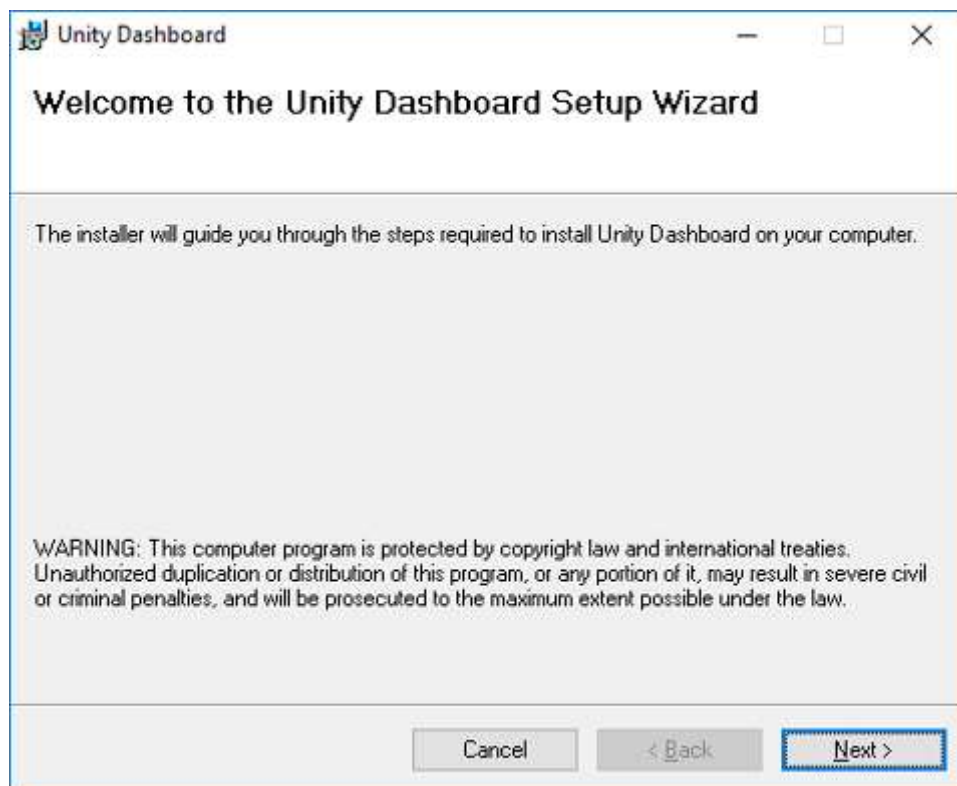 Unity Dashboard
Welcome to the Unity Dashboard Setup Wizard
The installer will guide you through the steps required to install Unity Dashboard on your computer.
WARNING: This computer program is protected by copyright law and international treaties.
Unauthorized duplication or distribution of this program, or any portion of it, may result in severe civil
or criminal penalties, and will be prosecuted to the maximum extent possible under the law.
Cancel < Back Next >